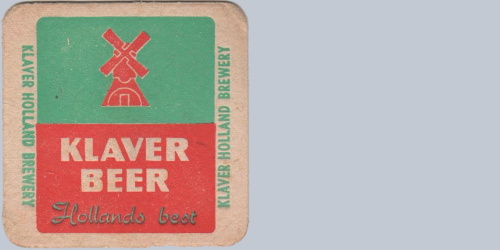 KLAVER HOLLAND BREWERY
KLAVER
BEER
Hollands best
KLAVER HOLLAND BREWERY